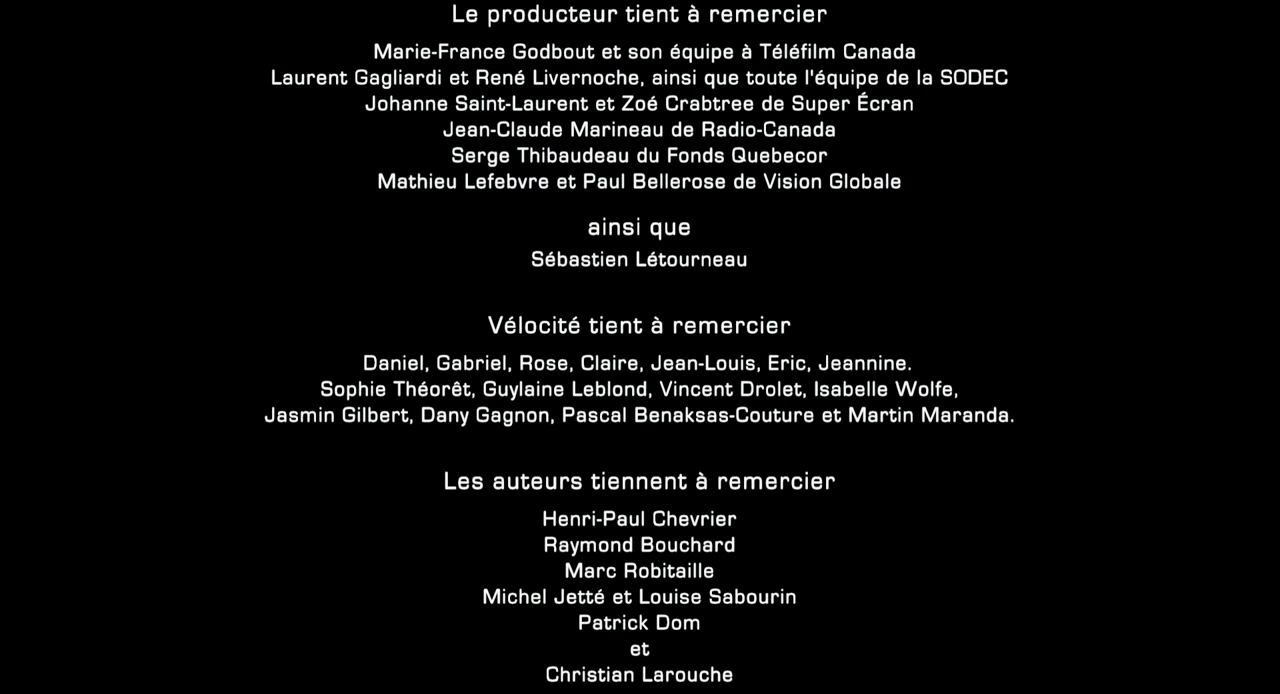 Le producteur tient à remercier
Marie-France Godbout et son équipe à Téléfilm Canada
Laurent Gagliardi et René Livernoche, ainsi que toute l'équipe de la SODEC
Johanne Saint-Laurent et Zoé Crabtree de Super Écran
Jean-Claude Marineau de Radio-Canada
Serge Thibaudeau du Fonds Quebecor
Mathieu Lefebvre et Paul Bellerose de Vision Globale
ainsi que
Sébastien Létourneau
Vélocité tient à remercier
Daniel, Gabriel, Rose, Claire, Jean-Louis, Eric, Jeannine.
Sophie Théorêt, Guylaine Leblond, Vincent Drolet, Isabelle Wolfe,
Jasmin Gilbert, Dany Gagnon, Pascal Benaksas-Couture et Martin Maranda.
Les auteurs tiennent à remercier
Henri-Paul Chevrier
Raymond Bouchard
Marc Robitaille
Michel Jetté et Louise Sabourin
Patrick Dom
et
Christian Larouche